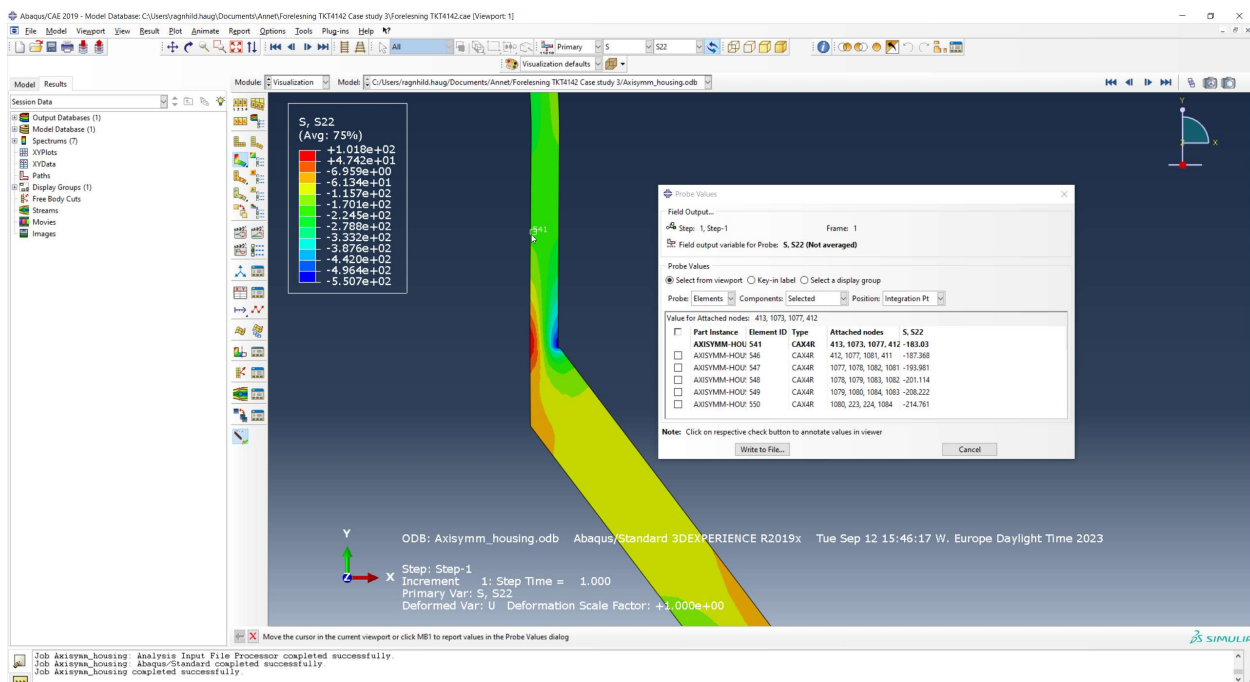 Abaqus/CAE 2019 - Model Database: C:\Users\ragnhild.haug\Documents\Annet\Forelesning TKT4142 Case study 3\Forelesning TKT4142.cae [Viewport: 1]
File Model Viewport View Result Plot Animate Report Options Tools Plug-ins Help
All Primary S S22
Visualization defaults
Model Results
Module: Visualization Model: C:/Users/ragnhild.haug/Documents/Annet/Forelesning TKT4142 Case study 3/Axisymm_housing.odb
Session Data
Output Databases (1)
Model Database (1)
Spectrums (7)
XYPlots
XYData
Paths
Display Groups (1)
Free Body Cuts
Streams
Movies
Images
S, S22
(Avg: 75%)
+1.018e+02
+4.742e+01
-6.959e+00
-6.134e+01
-1.157e+02
-1.701e+02
-2.245e+02
-2.788e+02
-3.332e+02
-3.876e+02
-4.420e+02
-4.964e+02
-5.507e+02
541
Y
Z X
Probe Values
Field Output...
Step: 1, Step-1 Frame: 1
Field output variable for Probe: S, S22 (Not averaged)
Probe Values
Select from viewport Key-in label Select a display group
Probe: Elements Components: Selected Position: Integration Pt
Value for Attached nodes: 413, 1073, 1077, 412
Part Instance Element ID Type Attached nodes S, S22
AXISYMM-HOU 541 CAX4R 413, 1073, 1077, 412 -183.03
AXISYMM-HOU: 546 CAX4R 412, 1077, 1081, 411 -187.368
AXISYMM-HOU: 547 CAX4R 1077, 1078, 1082, 1081 -193.981
AXISYMM-HOU: 548 CAX4R 1078, 1079, 1083, 1082 -201.114
AXISYMM-HOU: 549 CAX4R 1079, 1080, 1084, 1083 -208.222
AXISYMM-HOU: 550 CAX4R 1080, 223, 224, 1084 -214.761
Note: Click on respective check button to annotate values in viewer
Write to File... Cancel
Y
Z X
ODB: Axisymm_housing.odb Abaqus/Standard 3DEXPERIENCE R2019x Tue Sep 12 15:46:17 W. Europe Daylight Time 2023
Step: Step-1
Increment 1: Step Time = 1.000
Primary Var: S, S22
Deformed Var: U Deformation Scale Factor: +1.000e+00
Move the cursor in the current viewport or click MB1 to report values in the Probe Values dialog
SIMULIA
Job Axisymm_housing: Analysis Input File Processor completed successfully.
Job Axisymm_housing: Abaqus/Standard completed successfully.
Job Axisymm_housing completed successfully.